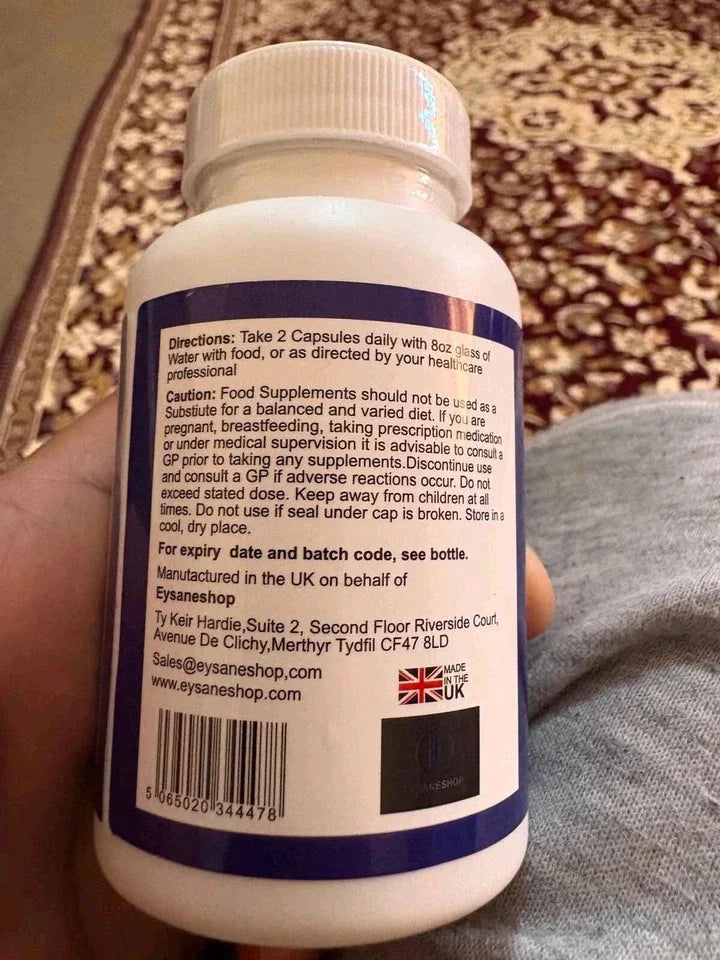 Directions: Take 2 Capsules daily with 8oz glass of
Water with food, or as directed by your healthcare
professional
Caution: Food Supplements should not be used as a
Substiute for a balanced and varied diet. If you are
pregnant, breastfeeding, taking prescription medication
or under medical supervision it is advisable to consult a
GP prior to taking any supplements.Discontinue use
and consult a GP if adverse reactions occur. Do not
exceed stated dose. Keep away from children at all
times. Do not use if seal under cap is broken. Store in a
cool, dry place.
For expiry date and batch code, see bottle.
Manutactured in the UK on behalf of
Eysaneshop
Ty Keir Hardie,Suite 2, Second Floor Riverside Court,
Avenue De Clichy,Merthyr Tydfil CF47 8LD
Sales@eysaneshop,com
www.eysaneshop.com
MADE
IN THE
UK
EYSANESHOP
5 065020 344478